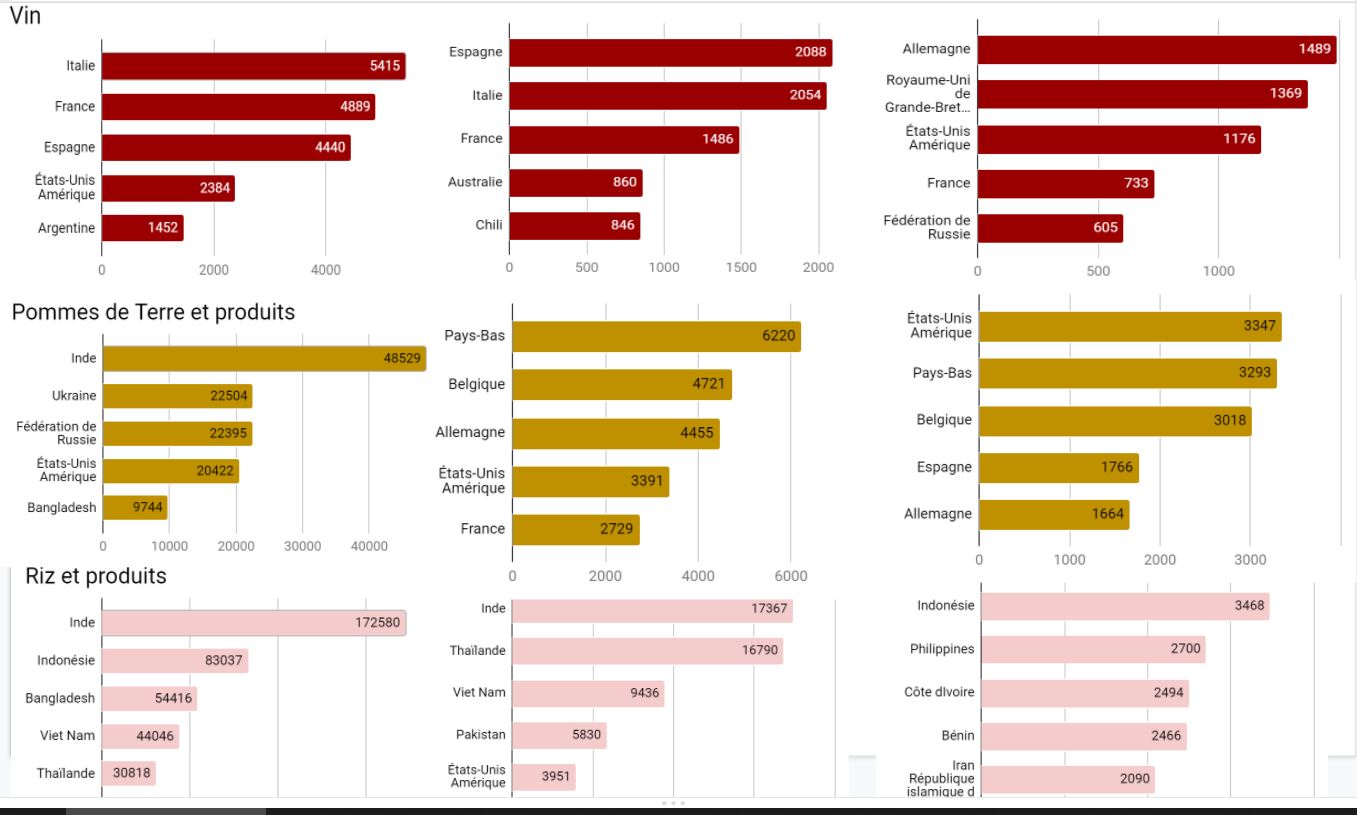 Vin
Italie 5415
France 4889
Espagne 4440
États-Unis
Amérique 2384
Argentine 1452
0 2000 4000
Espagne 2088
Italie 2054
France 1486
Australie 860
Chili 846
0 500 1000 1500 2000
Allemagne 1489
Royaume-Uni
de
Grande-Bret... 1369
États-Unis
Amérique 1176
France 733
Fédération de
Russie 605
0 500 1000
Pommes de Terre et produits
Inde 48529
Ukraine 22504
Fédération de
Russie 22395
États-Unis
Amérique 20422
Bangladesh 9744
0 10000 20000 30000 40000
Pays-Bas 6220
Belgique 4721
Allemagne 4455
États-Unis
Amérique 3391
France 2729
0 2000 4000 6000
États-Unis
Amérique 3347
Pays-Bas 3293
Belgique 3018
Espagne 1766
Allemagne 1664
0 1000 2000 3000
Riz et produits
Inde 172580
Indonésie 83037
Bangladesh 54416
Viet Nam 44046
Thaïlande 30818
Inde 17367
Thaïlande 16790
Viet Nam 9436
Pakistan 5830
États-Unis
Amérique 3951
Indonésie 3468
Philippines 2700
Côte dIvoire 2494
Bénin 2466
Iran
République
islamique d 2090